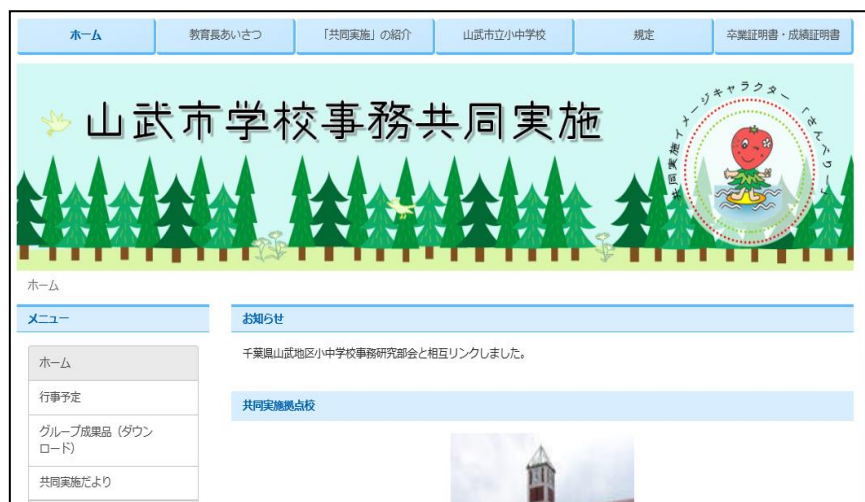 ホーム
教育長あいさつ
「共同実施」の紹介
山武市立小中学校
規定
卒業証明書・成績証明書
山武市学校事務共同実施
共同実施イメージキャラクター「さんべりー」
ホーム
メニュー
ホーム
行事予定
グループ成果品（ダウン
ロード）
共同実施だより
お知らせ
千葉県山武地区小中学校事務研究部会と相互リンクしました。
共同実施拠点校